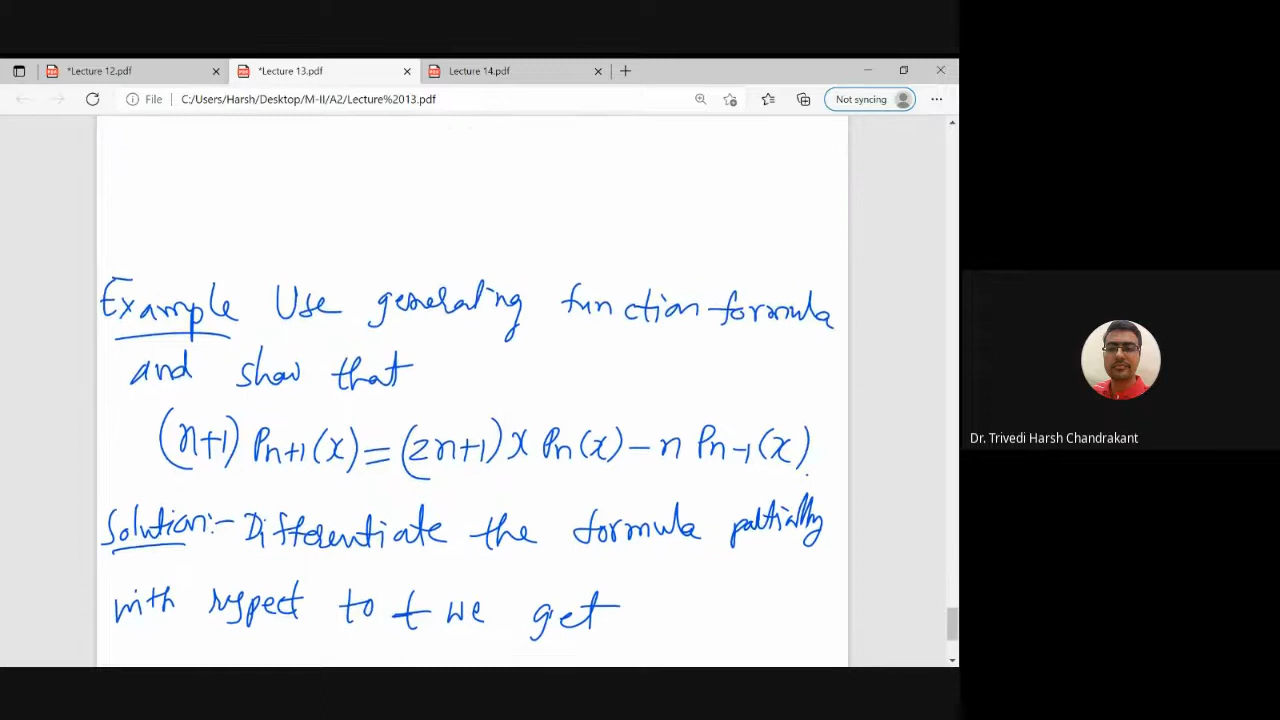 *Lecture 12.pdf
*Lecture 13.pdf
Lecture 14.pdf
File
C:/Users/Harsh/Desktop/M-II/A2/Lecture%2013.pdf
Not syncing
Example Use generating function formula
and show that
(n+1) Pn+1(x) = (2n+1) x Pn(x) - n Pn-1(x).
Solution:- Differentiate the formula partially
with respect to t we get
Dr. Trivedi Harsh Chandrakant